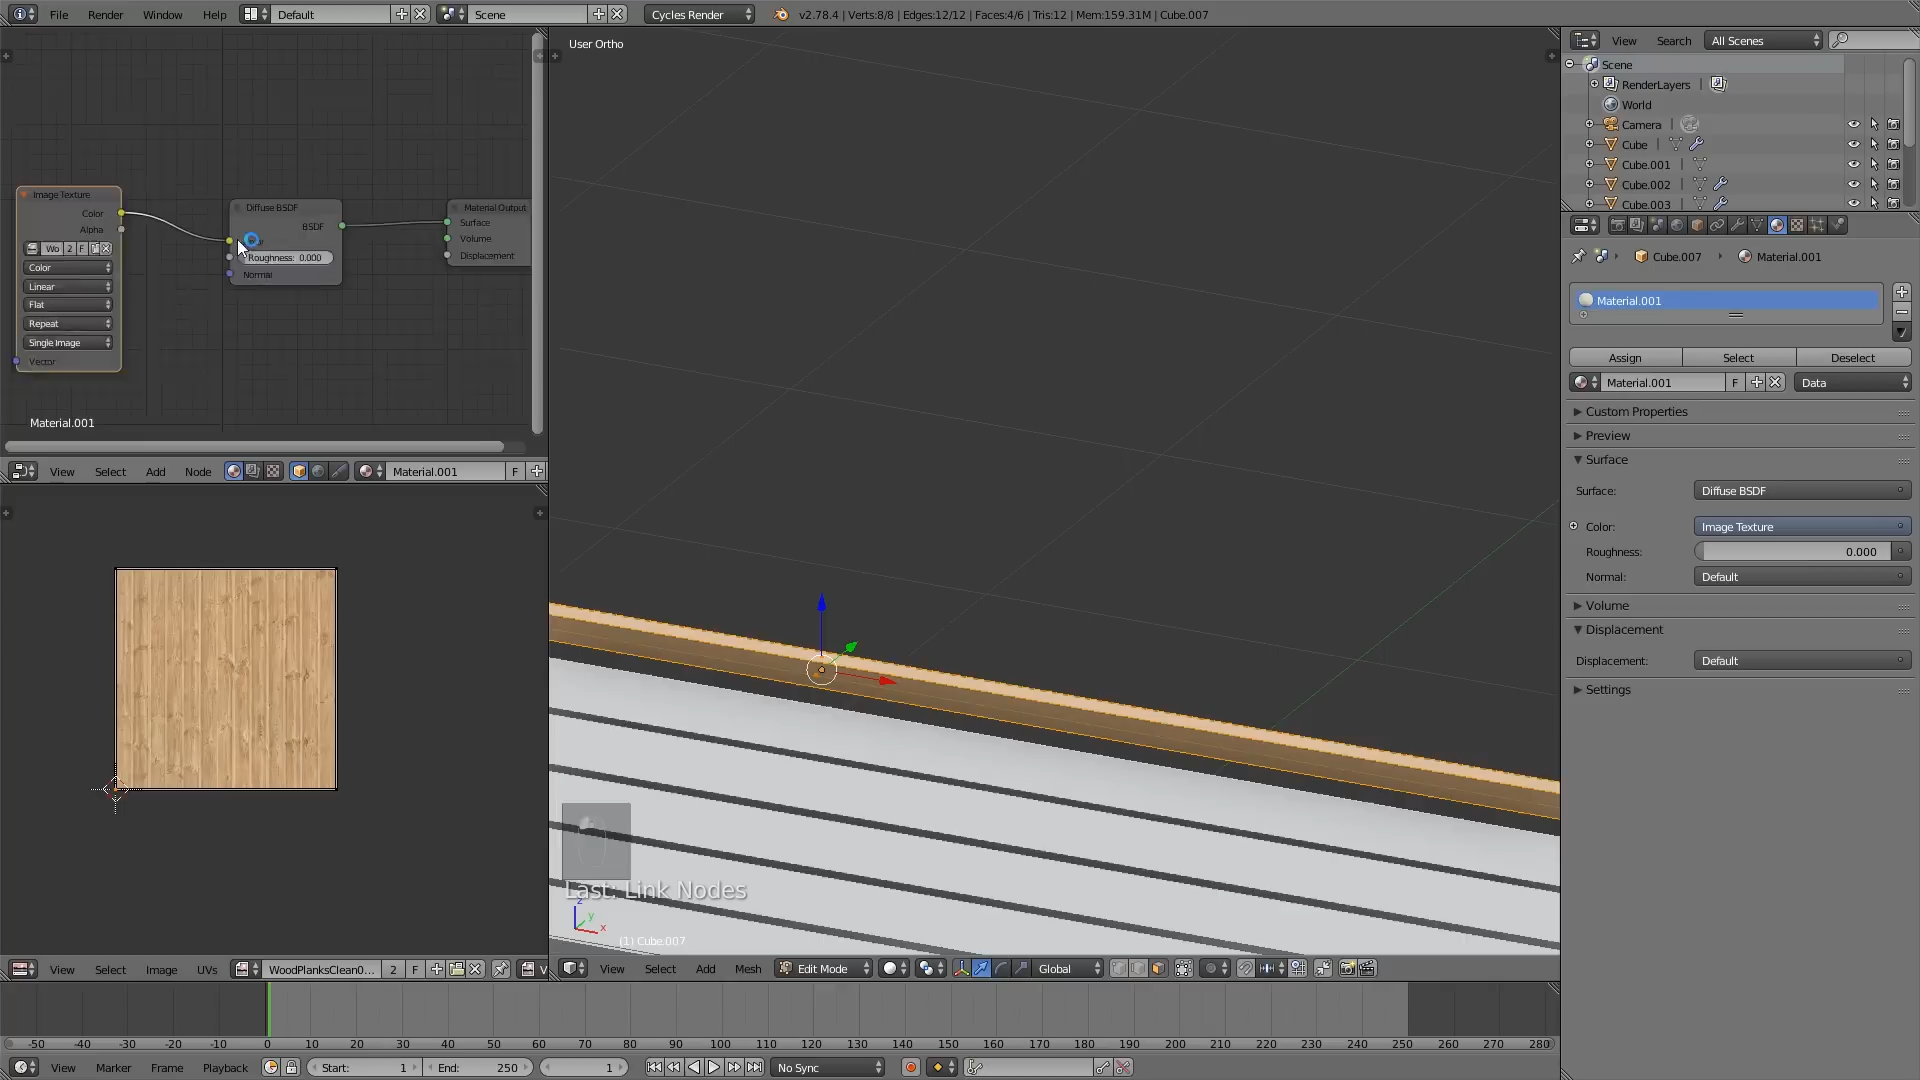 File Render Window Help Default Scene Cycles Render v2.78.4 | Verts:8/8 | Edges:12/12 | Faces:4/6 | Tris:12 | Mem:159.31M | Cube.007
User Ortho
View Search All Scenes
Scene
RenderLayers
World
Camera
Cube
Cube.001
Cube.002
Cube.003
Image Texture
Color
Alpha
Wo 2 F
Color
Linear
Flat
Repeat
Single Image
Vector
Diffuse BSDF
BSDF
Roughness: 0.000
Normal
Material Output
Surface
Volume
Displacement
Material.001
View Select Add Node Material.001 F
Cube.007 Material.001
Material.001
Assign Select Deselect
Material.001 F Data
Custom Properties
Preview
Surface
Surface: Diffuse BSDF
Color: Image Texture
Roughness: 0.000
Normal: Default
Volume
Displacement
Displacement: Default
Settings
Last: Link Nodes
z
y
x
(1) Cube.007
View Select Image UVs WoodPlanksClean0... 2 F V
View Select Add Mesh Edit Mode Global
-50 -40 -30 -20 -10 0 10 20 30 40 50 60 70 80 90 100 110 120 130 140 150 160 170 180 190 200 210 220 230 240 250 260 270 280
View Marker Frame Playback Start: 1 End: 250 1 No Sync